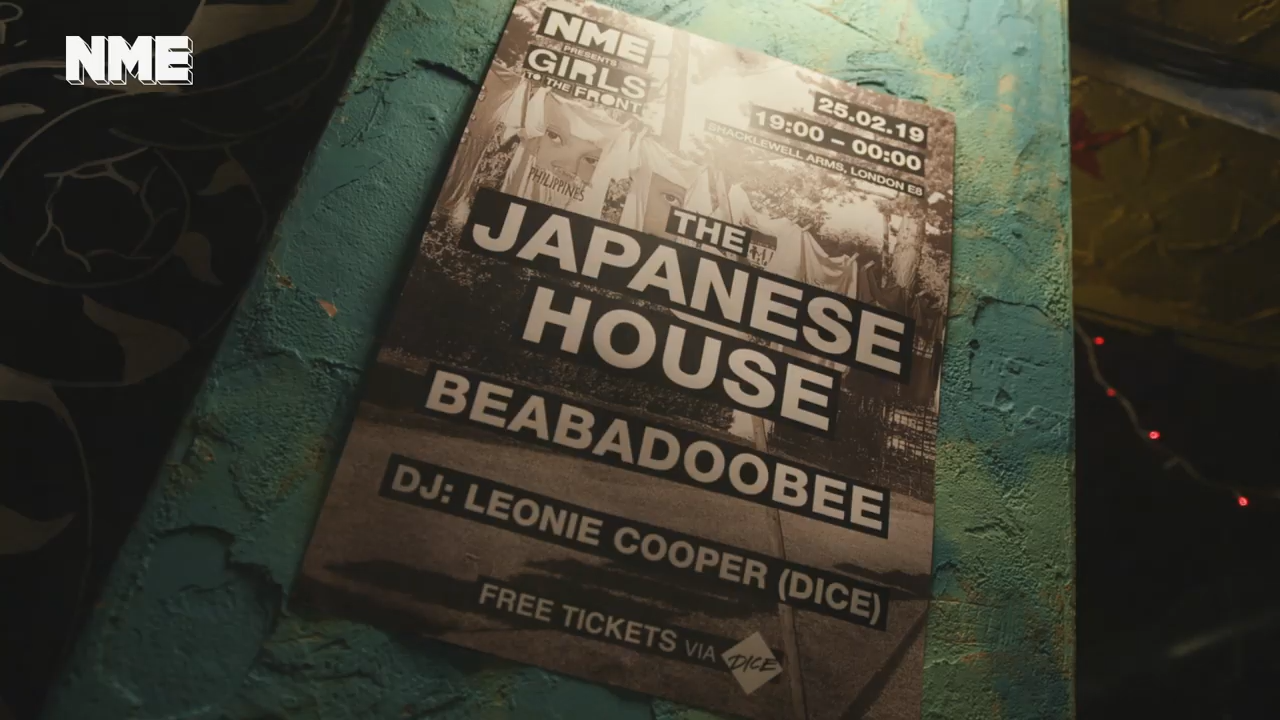 NME
NME
PRESENTS
GIRLS
TO THE FRONT
25.02.19
19:00 – 00:00
SHACKLEWELL ARMS, LONDON E8
PHILIPPINES
THE
JAPANESE
HOUSE
BEABADOOBEE
DJ: LEONIE COOPER (DICE)
FREE TICKETS VIA DICE